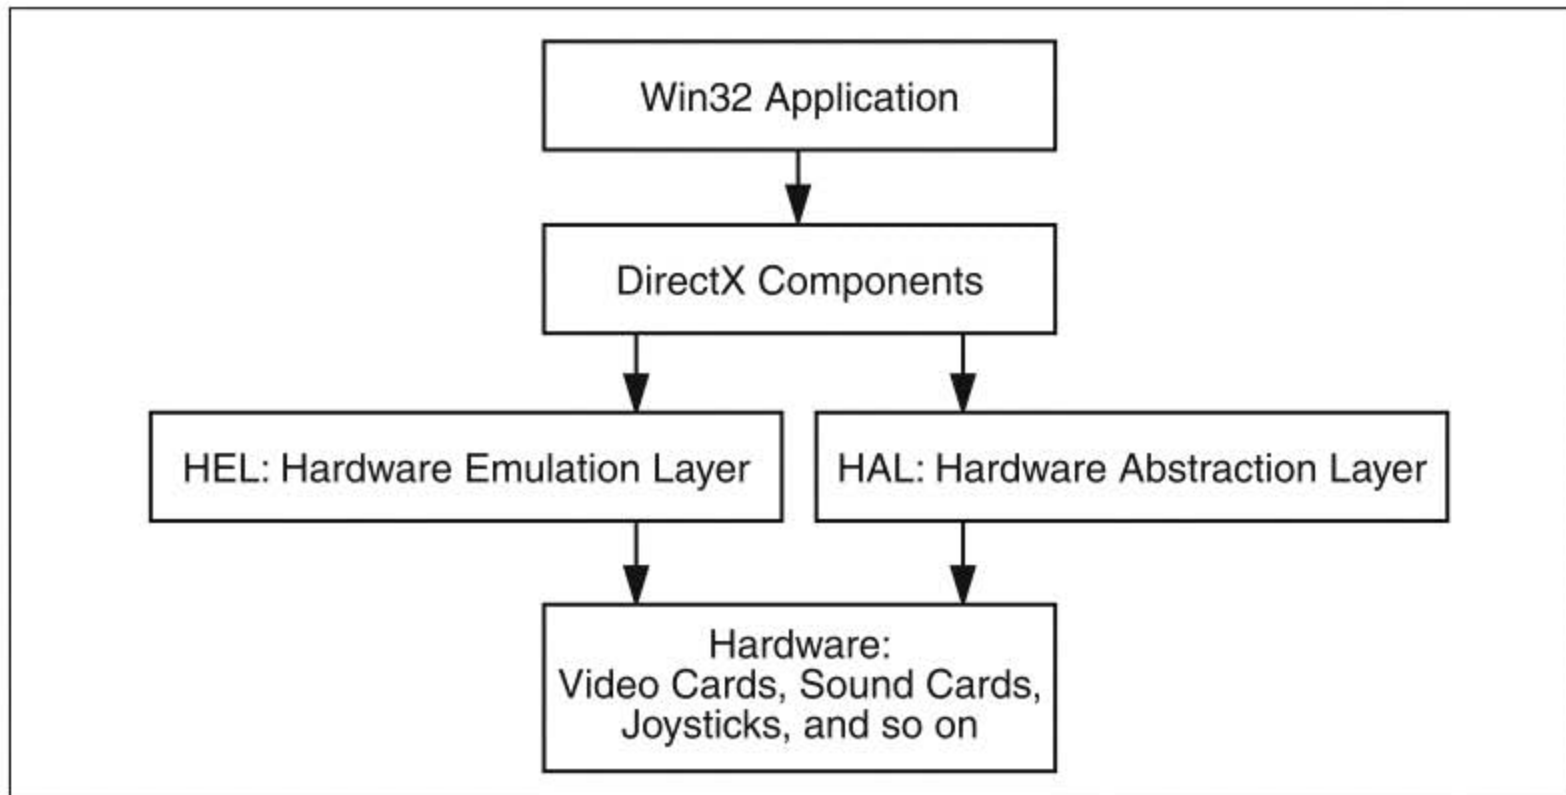 Win32 Application
DirectX Components
HEL: Hardware Emulation Layer
HAL: Hardware Abstraction Layer
Hardware:
Video Cards, Sound Cards,
Joysticks, and so on